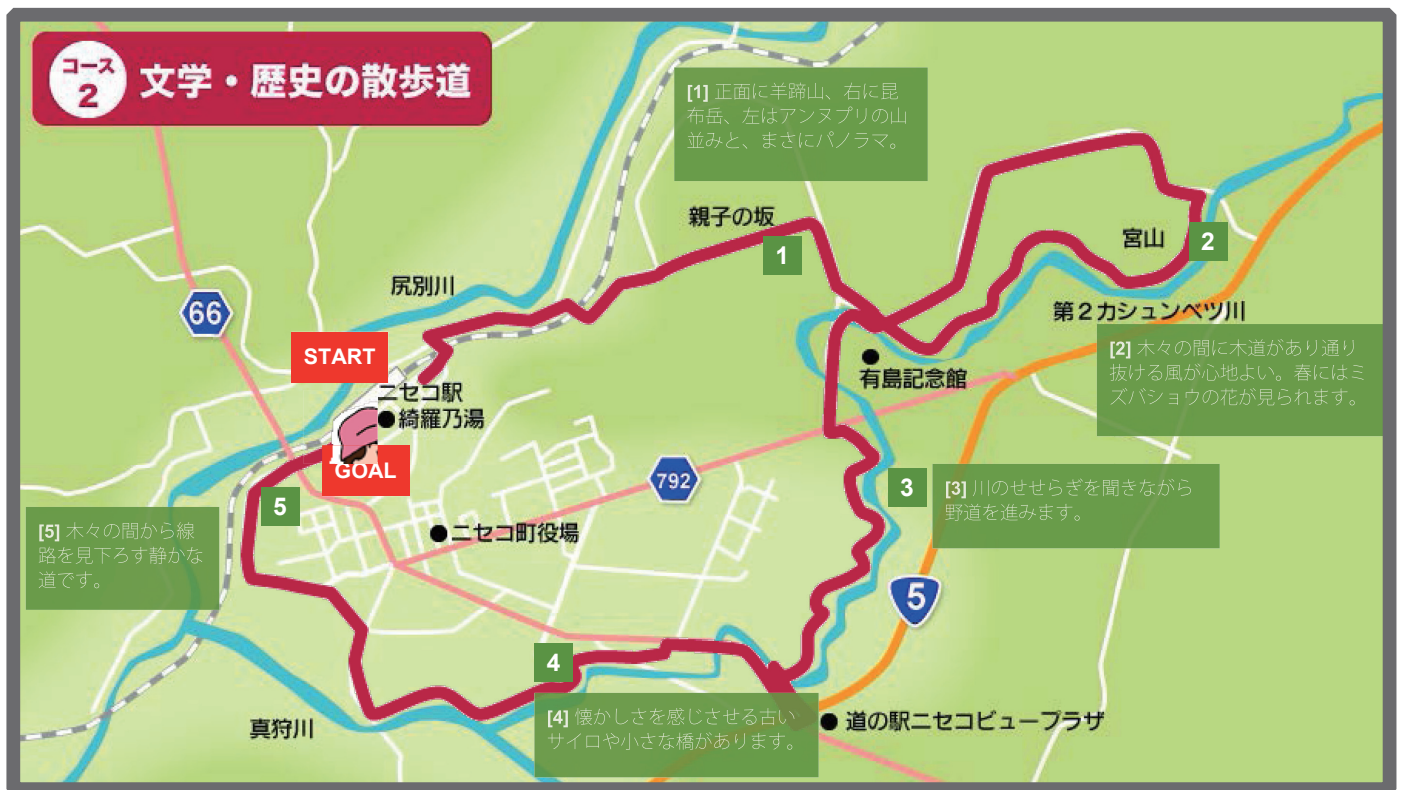 コース
2
文学・歴史の散歩道
[1] 正面に羊蹄山、右に昆
布岳、左はアンヌプリの山
並みと、まさにパノラマ。
親子の坂
1
宮山
2
尻別川
66
第2カシュンベツ川
START
[2] 木々の間に木道があり通り
抜ける風が心地よい。春にはミ
ズバショウの花が見られます。
有島記念館
ニセコ駅
綺羅乃湯
GOAL
792
3
[3] 川のせせらぎを聞きながら
野道を進みます。
5
[5] 木々の間から線
路を見下ろす静かな
道です。
ニセコ町役場
5
4
[4] 懐かしさを感じさせる古い
サイロや小さな橋があります。
真狩川
道の駅ニセコビュープラザ